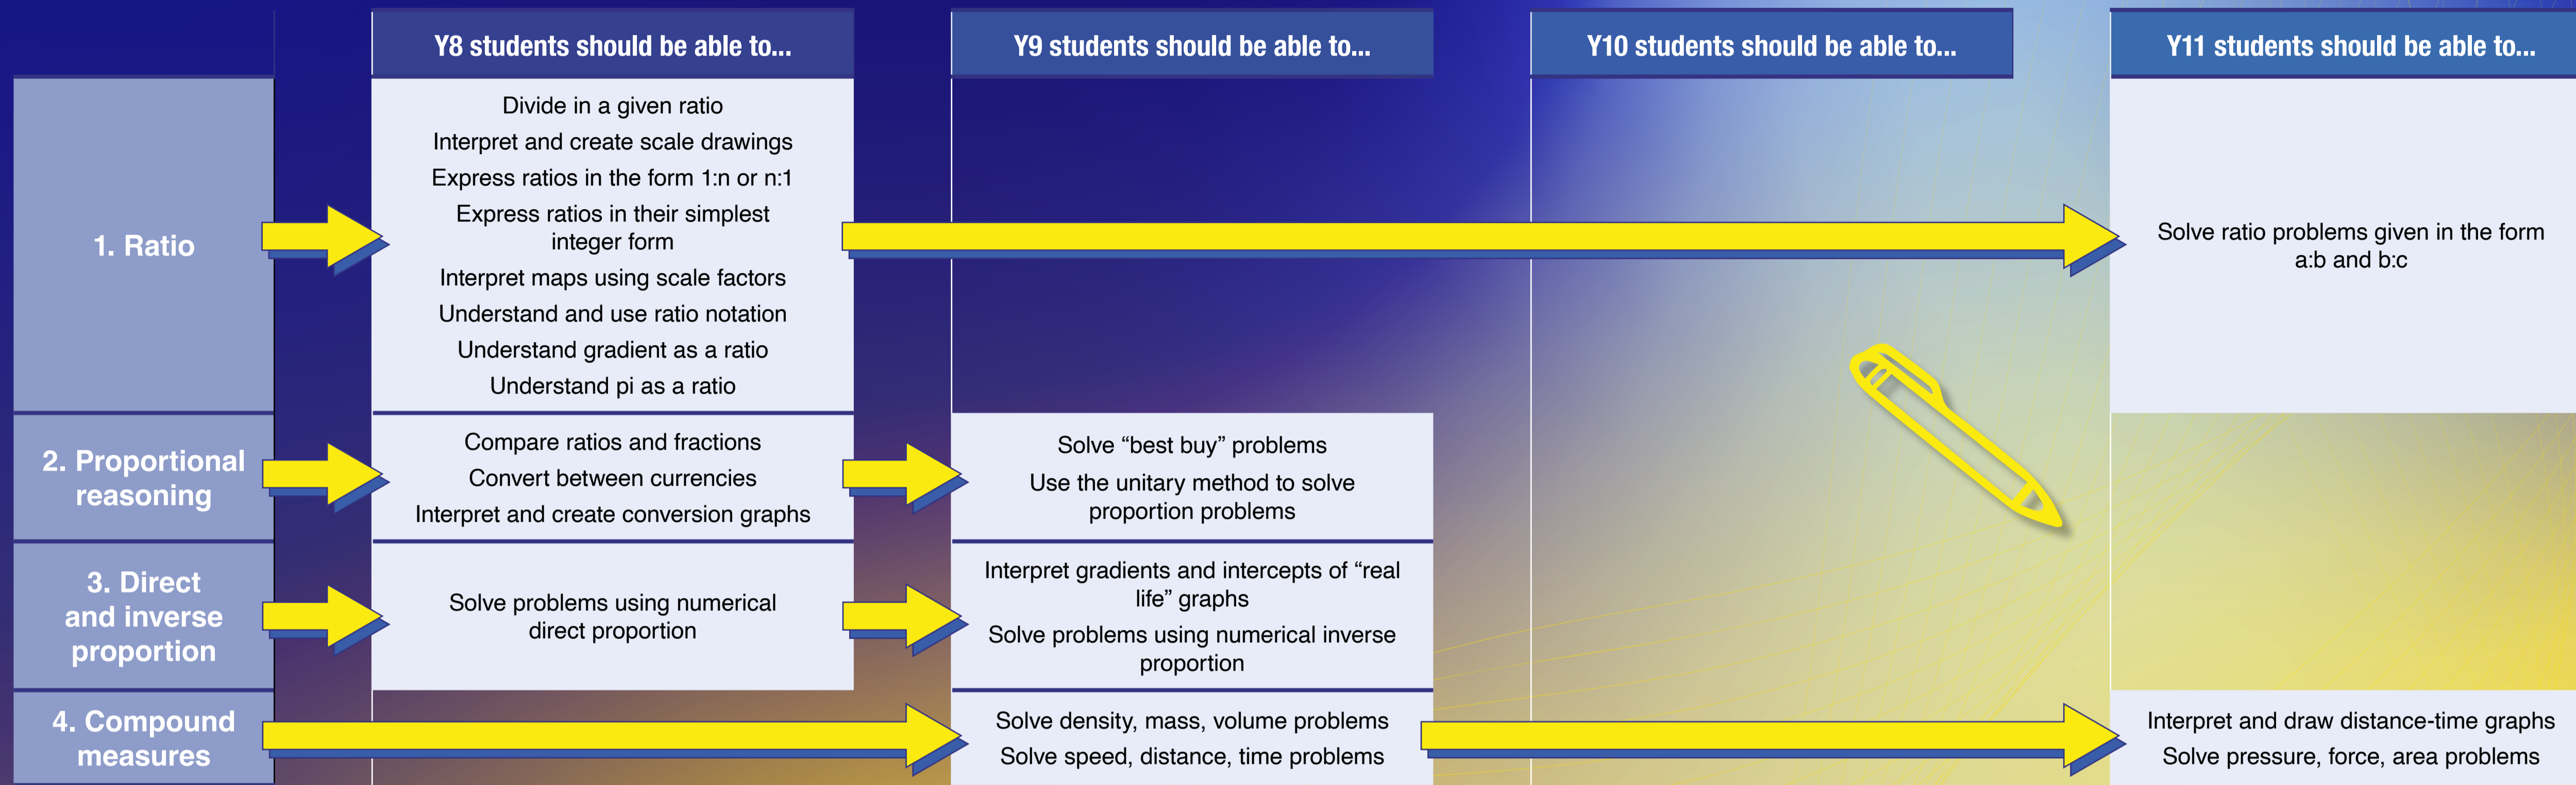 Y8 students should be able to...
Y9 students should be able to...
Y10 students should be able to...
Y11 students should be able to...
1. Ratio
Divide in a given ratio
Interpret and create scale drawings
Express ratios in the form 1:n or n:1
Express ratios in their simplest
integer form
Interpret maps using scale factors
Understand and use ratio notation
Understand gradient as a ratio
Understand pi as a ratio
Solve ratio problems given in the form
a:b and b:c
2. Proportional
reasoning
Compare ratios and fractions
Convert between currencies
Interpret and create conversion graphs
Solve “best buy” problems
Use the unitary method to solve
proportion problems
3. Direct
and inverse
proportion
Solve problems using numerical
direct proportion
Interpret gradients and intercepts of “real
life” graphs
Solve problems using numerical inverse
proportion
4. Compound
measures
Solve density, mass, volume problems
Solve speed, distance, time problems
Interpret and draw distance-time graphs
Solve pressure, force, area problems